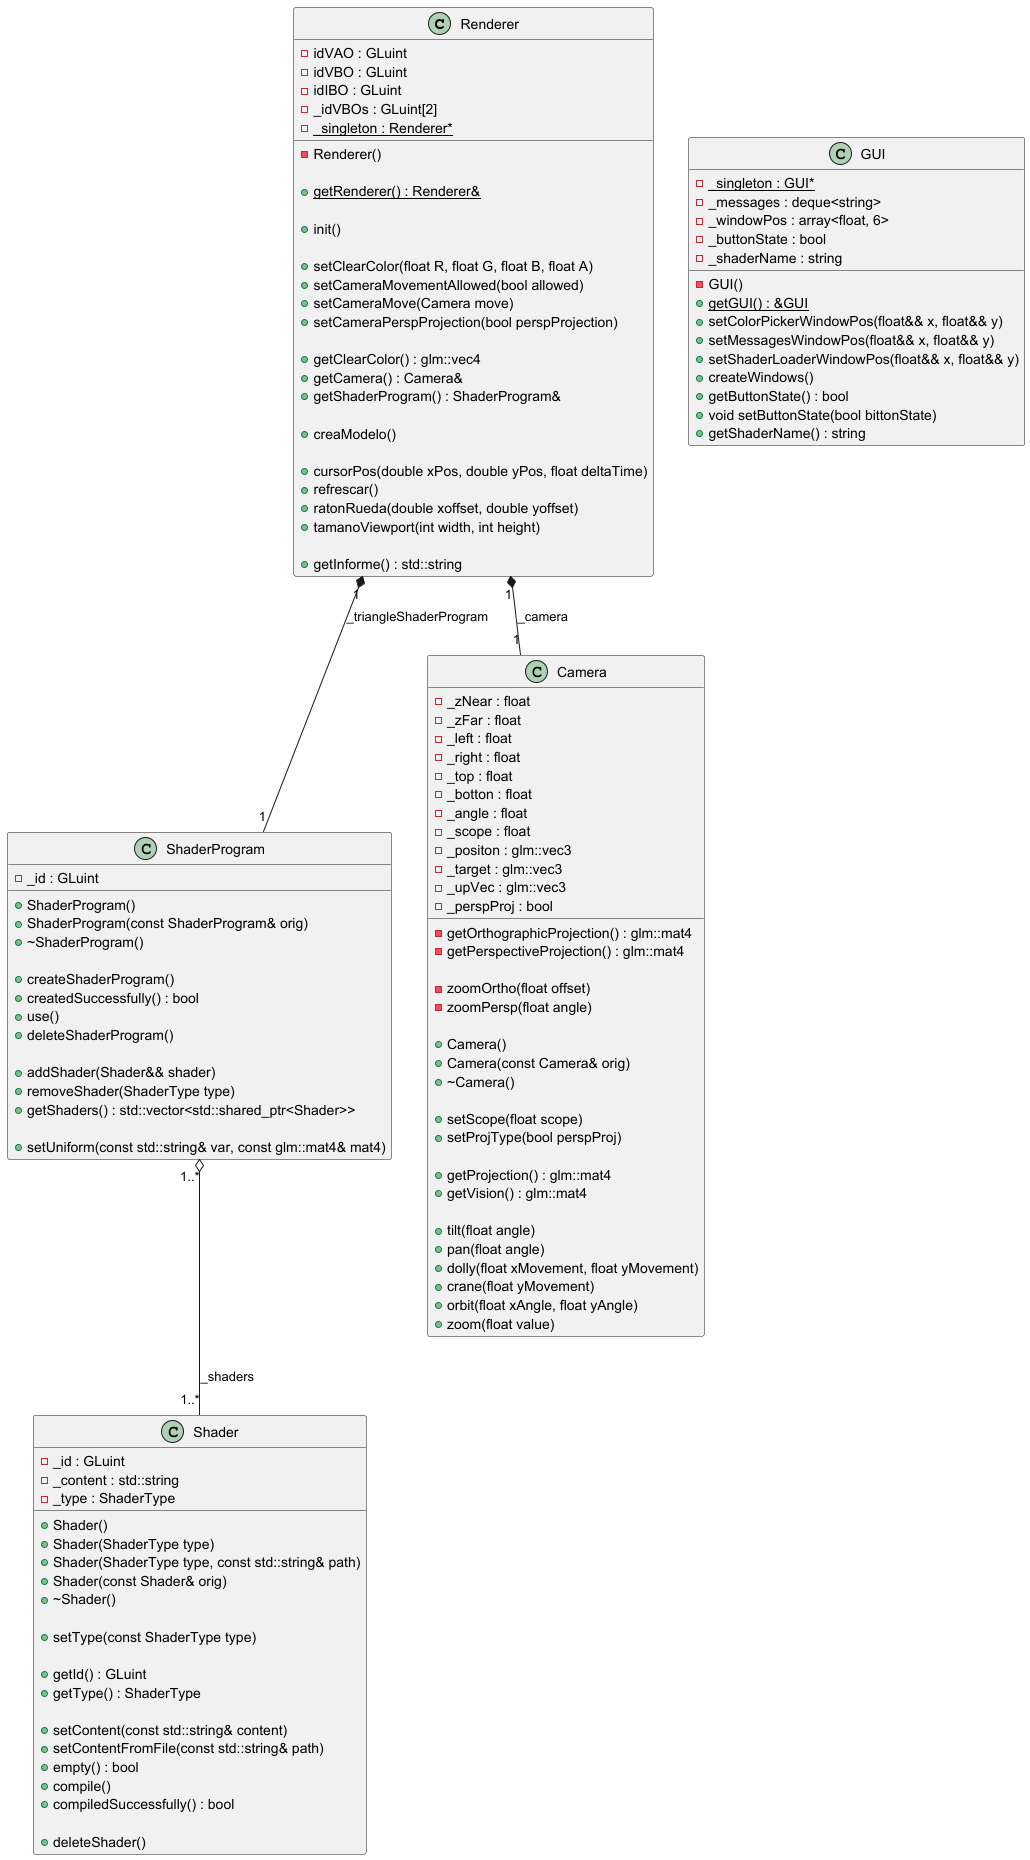 C Renderer
idVAO : GLuint
idVBO : GLuint
idIBO : GLuint
_idVBOs : GLuint[2]
_singleton : Renderer*
Renderer()
getRenderer() : Renderer&
init()
setClearColor(float R, float G, float B, float A)
setCameraMovementAllowed(bool allowed)
setCameraMove(Camera move)
setCameraPerspProjection(bool perspProjection)
getClearColor() : glm::vec4
getCamera() : Camera&
getShaderProgram() : ShaderProgram&
creaModelo()
cursorPos(double xPos, double yPos, float deltaTime)
refrescar()
ratonRueda(double xoffset, double yoffset)
tamanoViewport(int width, int height)
getInforme() : std::string
C GUI
_singleton : GUI*
_messages : deque<string>
_windowPos : array<float, 6>
_buttonState : bool
_shaderName : string
GUI()
getGUI() : &GUI
setColorPickerWindowPos(float&& x, float&& y)
setMessagesWindowPos(float&& x, float&& y)
setShaderLoaderWindowPos(float&& x, float&& y)
createWindows()
getButtonState() : bool
void setButtonState(bool bittonState)
getShaderName() : string
1
_triangleShaderProgram
1
1
_camera
1
C Camera
_zNear : float
_zFar : float
_left : float
_right : float
_top : float
_botton : float
_angle : float
_scope : float
_positon : glm::vec3
_target : glm::vec3
_upVec : glm::vec3
_perspProj : bool
getOrthographicProjection() : glm::mat4
getPerspectiveProjection() : glm::mat4
zoomOrtho(float offset)
zoomPersp(float angle)
Camera()
Camera(const Camera& orig)
~Camera()
setScope(float scope)
setProjType(bool perspProj)
getProjection() : glm::mat4
getVision() : glm::mat4
tilt(float angle)
pan(float angle)
dolly(float xMovement, float yMovement)
crane(float yMovement)
orbit(float xAngle, float yAngle)
zoom(float value)
C ShaderProgram
_id : GLuint
ShaderProgram()
ShaderProgram(const ShaderProgram& orig)
~ShaderProgram()
createShaderProgram()
createdSuccessfully() : bool
use()
deleteShaderProgram()
addShader(Shader&& shader)
removeShader(ShaderType type)
getShaders() : std::vector<std::shared_ptr<Shader>>
setUniform(const std::string& var, const glm::mat4& mat4)
1..*
_shaders
1..*
C Shader
_id : GLuint
_content : std::string
_type : ShaderType
Shader()
Shader(ShaderType type)
Shader(ShaderType type, const std::string& path)
Shader(const Shader& orig)
~Shader()
setType(const ShaderType type)
getId() : GLuint
getType() : ShaderType
setContent(const std::string& content)
setContentFromFile(const std::string& path)
empty() : bool
compile()
compiledSuccessfully() : bool
deleteShader()